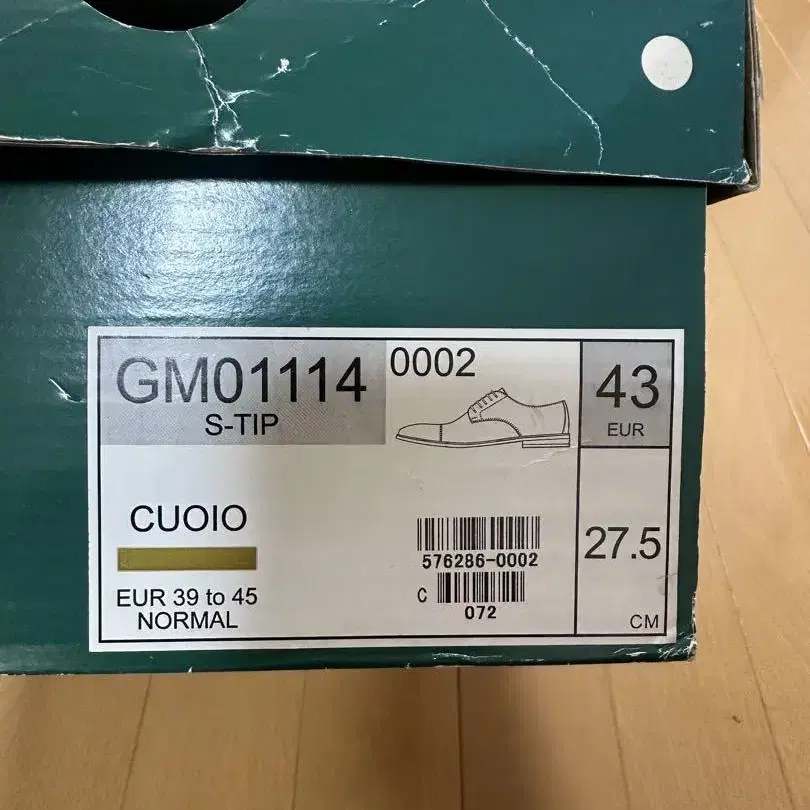 GM01114
S-TIP
0002
43
EUR
CUOIO
EUR 39 to 45
NORMAL
576286-0002
C
072
27.5
CM